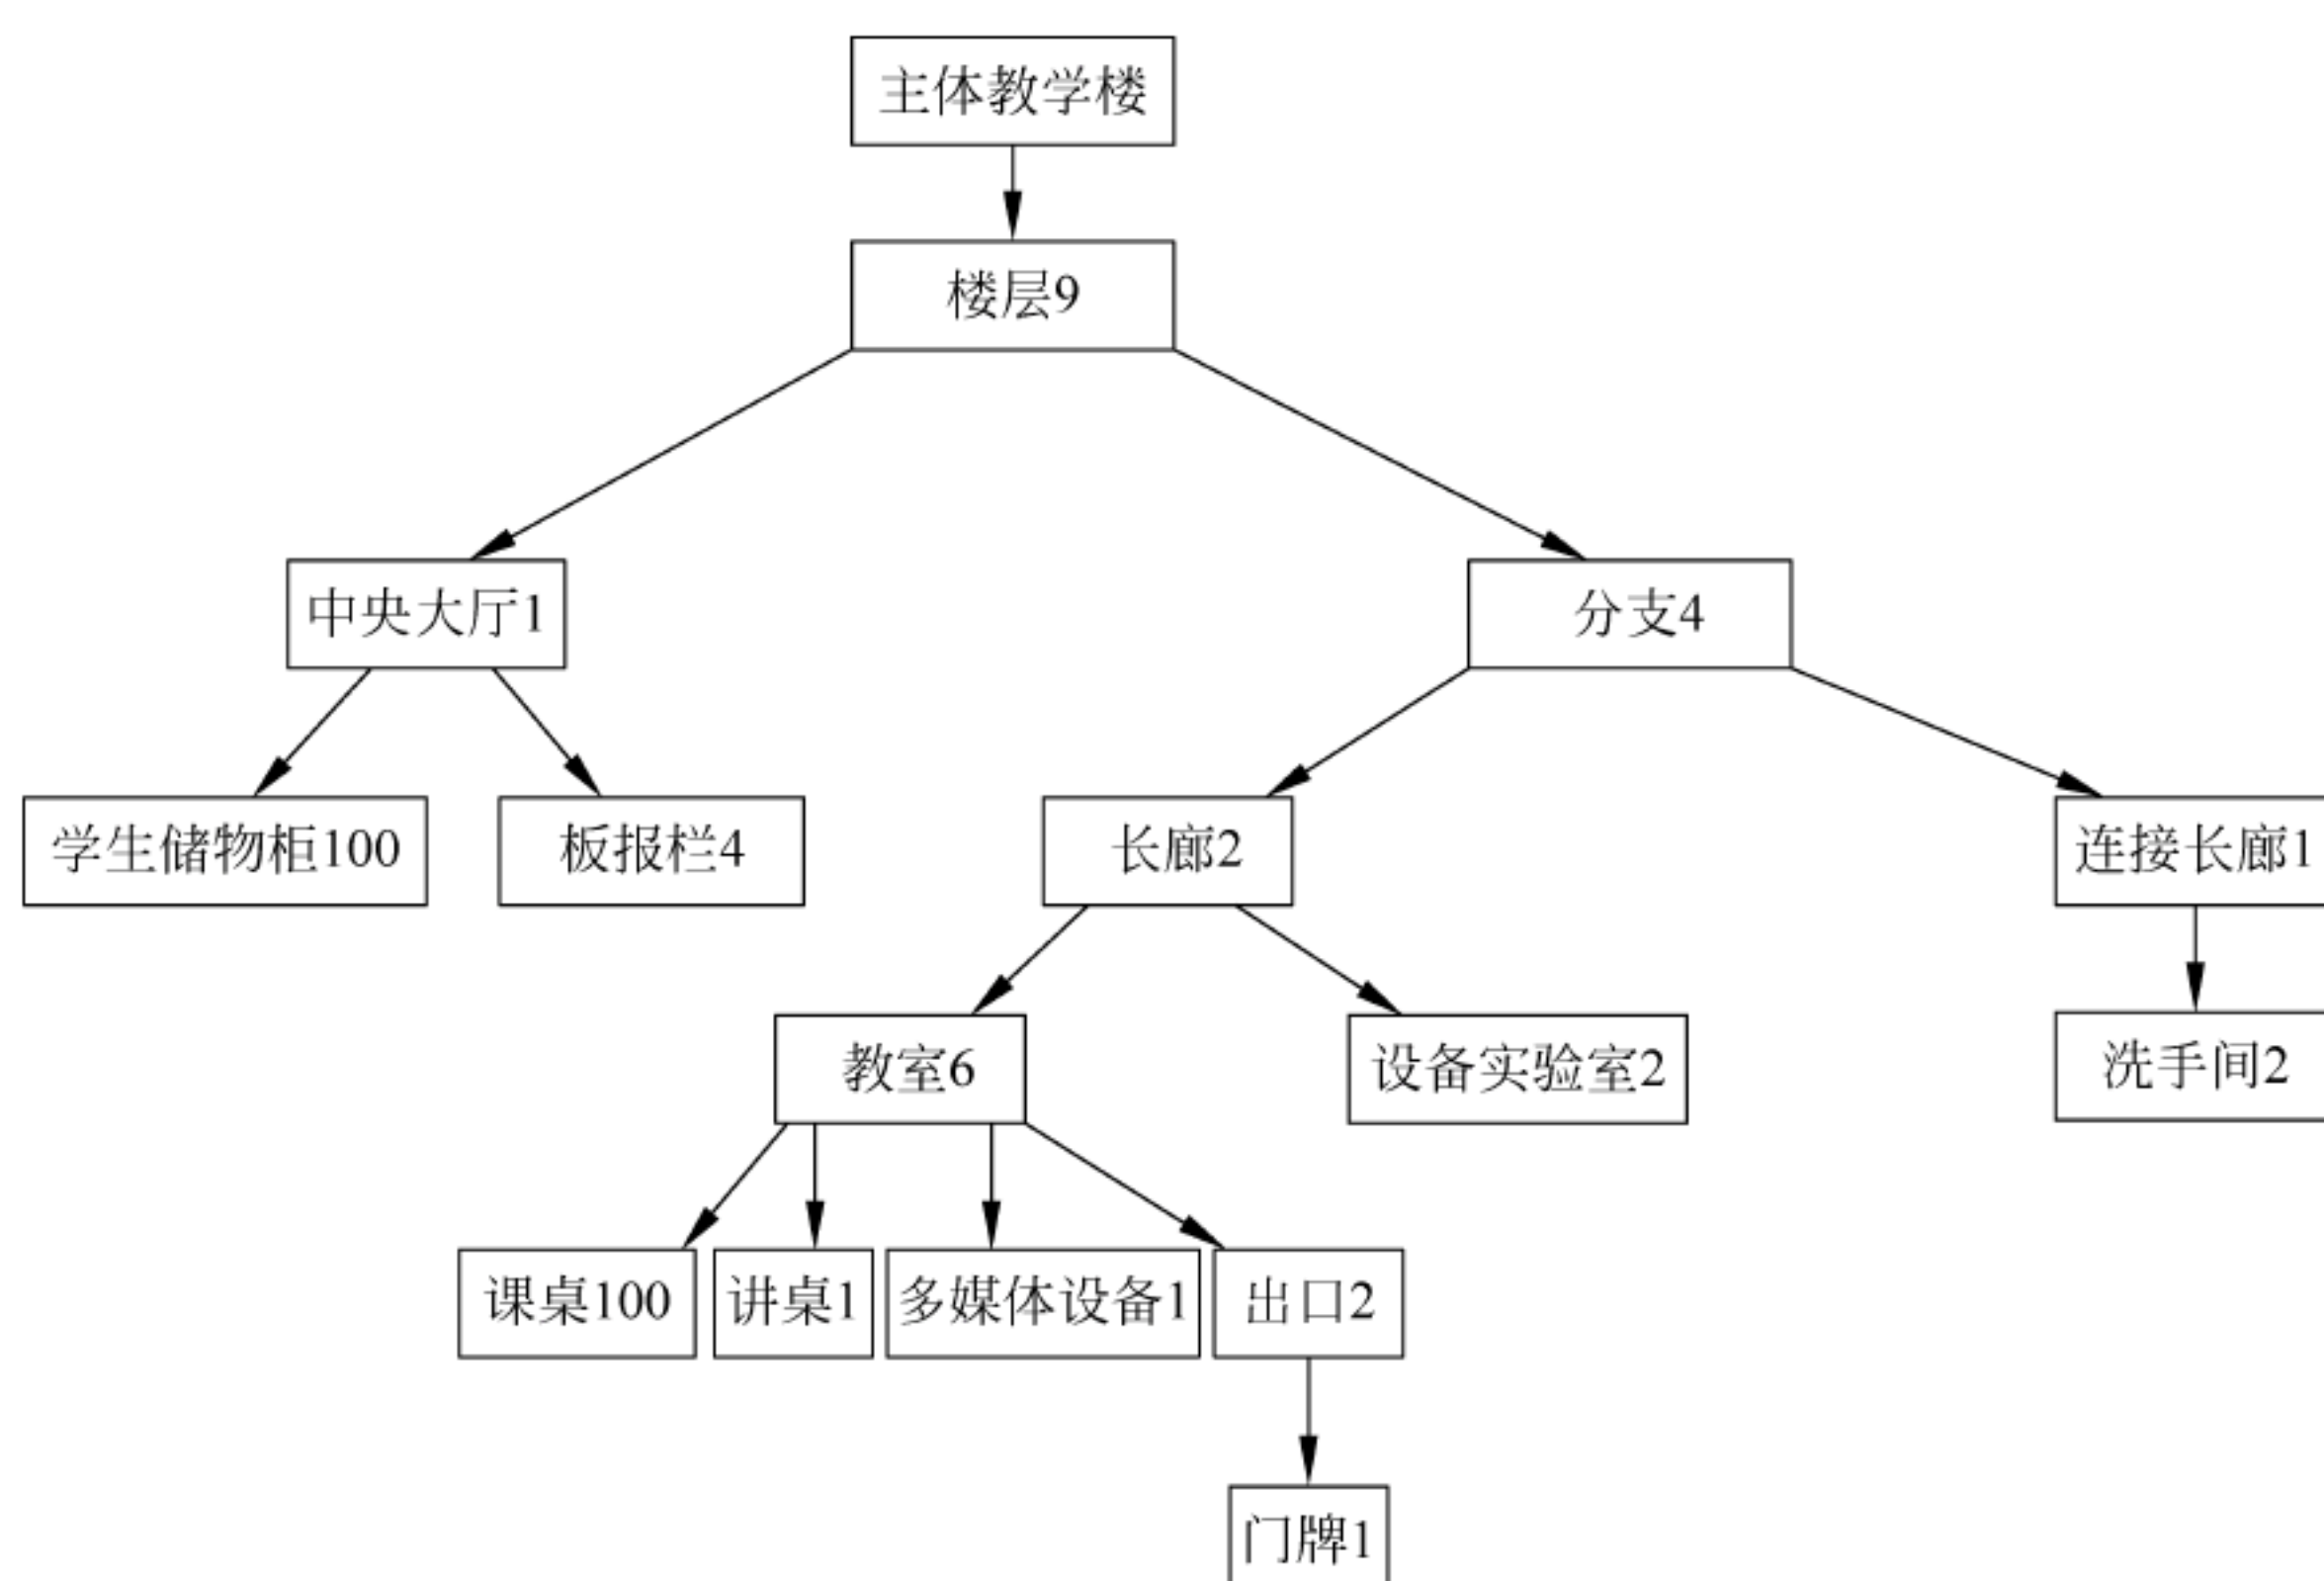 主体教学楼
楼层9
中央大厅1
分支4
学生储物柜100
板报栏4
长廊2
连接长廊1
教室6
设备实验室2
洗手间2
课桌100
讲桌1
多媒体设备1
出口2
门牌1